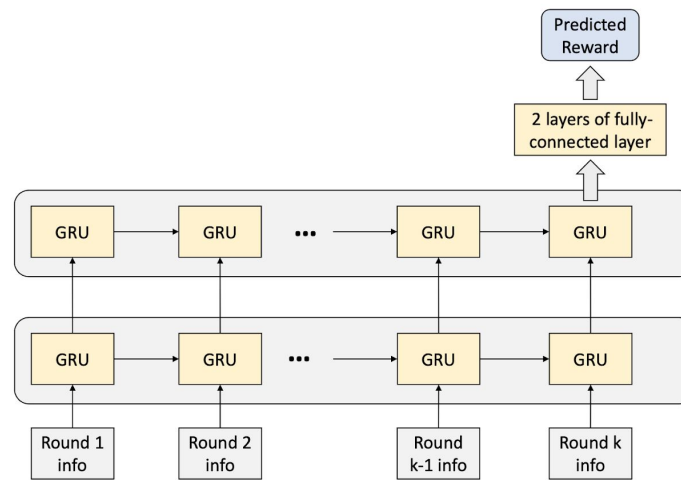 Predicted
Reward
2 layers of fully-
connected layer
GRU
GRU
...
GRU
GRU
GRU
GRU
...
GRU
GRU
Round 1
info
Round 2
info
Round
k-1 info
Round k
info